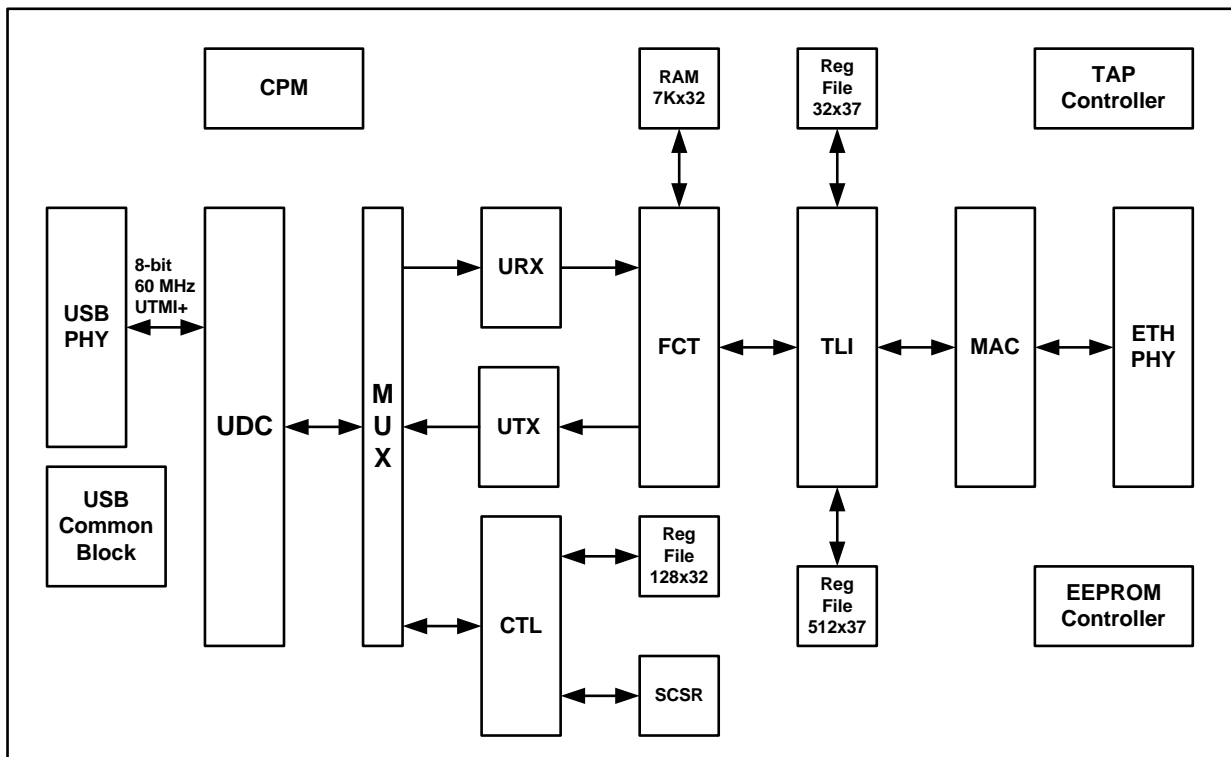 CPM
RAM
7Kx32
Reg
File
32x37
TAP
Controller
USB
PHY
8-bit
60 MHz
UTMI+
UDC
M
U
X
URX
UTX
FCT
TLI
MAC
ETH
PHY
USB
Common
Block
CTL
Reg
File
128x32
SCSR
Reg
File
512x37
EEPROM
Controller